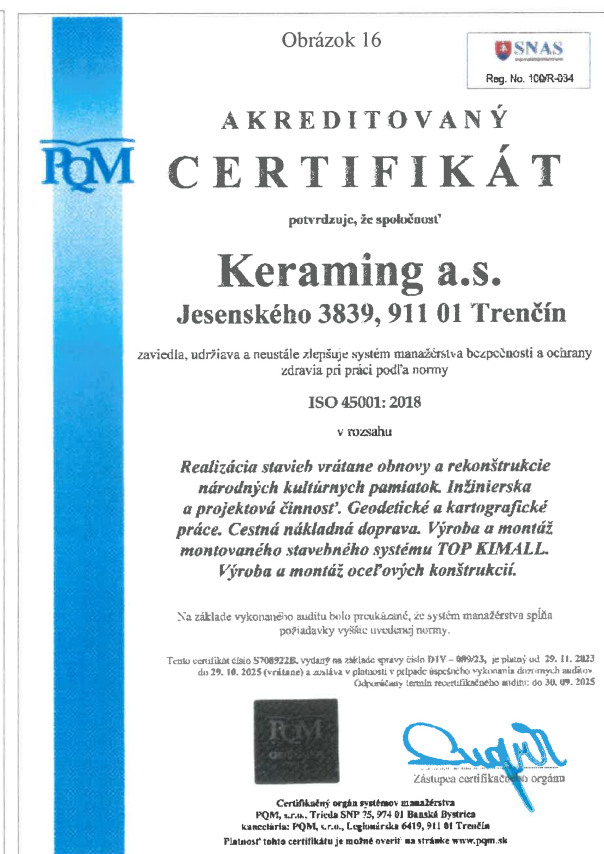 Obrázok 16
SNAS
Reg. No. 100/R-034
AKREDITOVANÝ
PQM
CERTIFIKÁT
potvrdzuje, že spoločnosť
Keraming a.s.
Jesenského 3839, 911 01 Trenčín
zaviedla, udržiava a neustále zlepšuje systém manažérstva bezpečnosti a ochrany
zdravia pri práci podľa normy
ISO 45001: 2018
v rozsahu
Realizácia stavieb vrátane obnovy a rekonštrukcie
národných kultúrnych pamiatok. Inžinierska
a projektová činnosť. Geodetické a kartografické
práce. Cestná nákladná doprava. Výroba a montáž
montovaného stavebného systému TOP KIMALL.
Výroba a montáž oceľových konštrukcií.
Na základe vykonaného auditu bolo preukázané, že systém manažérstva spĺňa
požiadavky vyššie uvedenej normy.
Tento certifikát číslo S708922B, vydaný na základe správy číslo D1V – 089/23, je platný od 29. 11. 2023
do 29. 10. 2025 (vrátane) a zostáva v platnosti v prípade úspešného vykonania dozorných auditov.
Odporúčaný termín recertifikačného auditu: do 30. 09. 2025
PQM
Zástupca certifikačného orgánu
Certifikačný orgán systémov manažérstva
PQM, s.r.o., Trieda SNP 75, 974 01 Banská Bystrica
kancelária: PQM, s.r.o., Legionárska 6419, 911 01 Trenčín
Platnosť tohto certifikátu je možné overiť na stránke www.pqm.sk